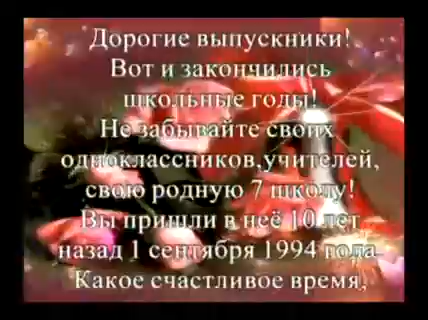 Дорогие выпускники!
Вот и закончились
школьные годы!
Не забывайте своих
одноклассников,учителей,
свою родную 7 школу!
Вы пришли в неё 10 лет
назад 1 сентября 1994 года
Какое счастливое время,